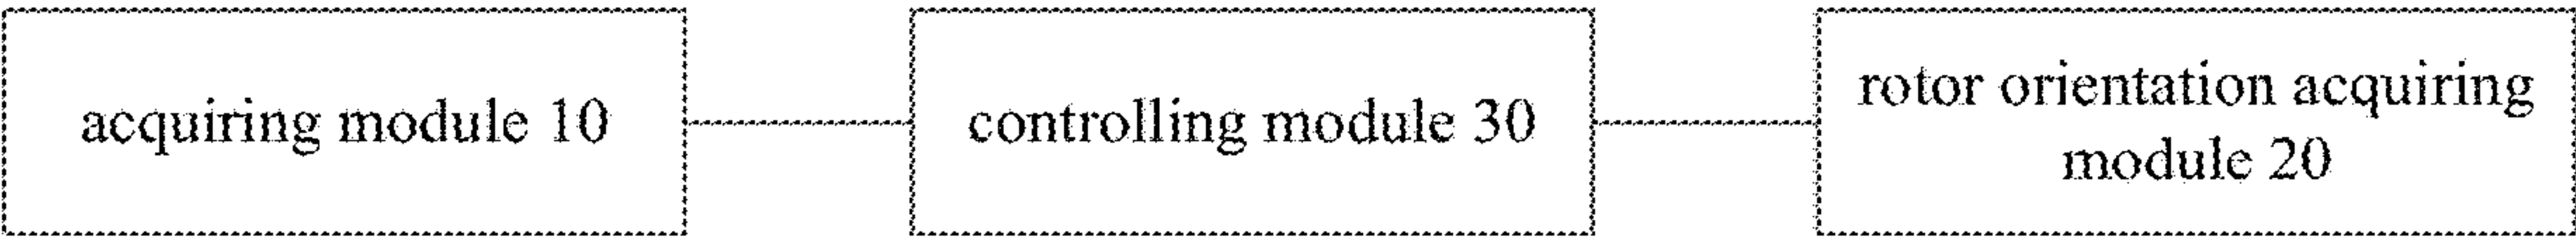 acquiring module 10
controlling module 30
rotor orientation acquiring
module 20